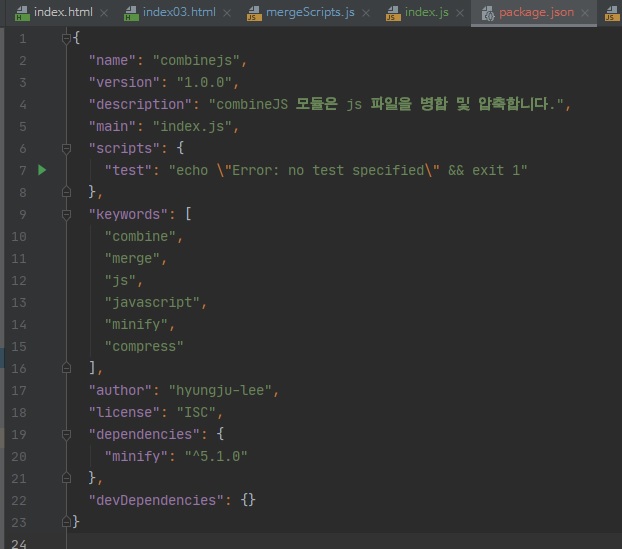 index.html
index03.html
mergeScripts.js
index.js
package.json
1 {
2 "name": "combinejs",
3 "version": "1.0.0",
4 "description": "combineJS 모듈은 js 파일을 병합 및 압축합니다.",
5 "main": "index.js",
6 "scripts": {
7 "test": "echo \"Error: no test specified\" && exit 1"
8 },
9 "keywords": [
10 "combine",
11 "merge",
12 "js",
13 "javascript",
14 "minify",
15 "compress"
16 ],
17 "author": "hyungju-lee",
18 "license": "ISC",
19 "dependencies": {
20 "minify": "^5.1.0"
21 },
22 "devDependencies": {}
23 }
24